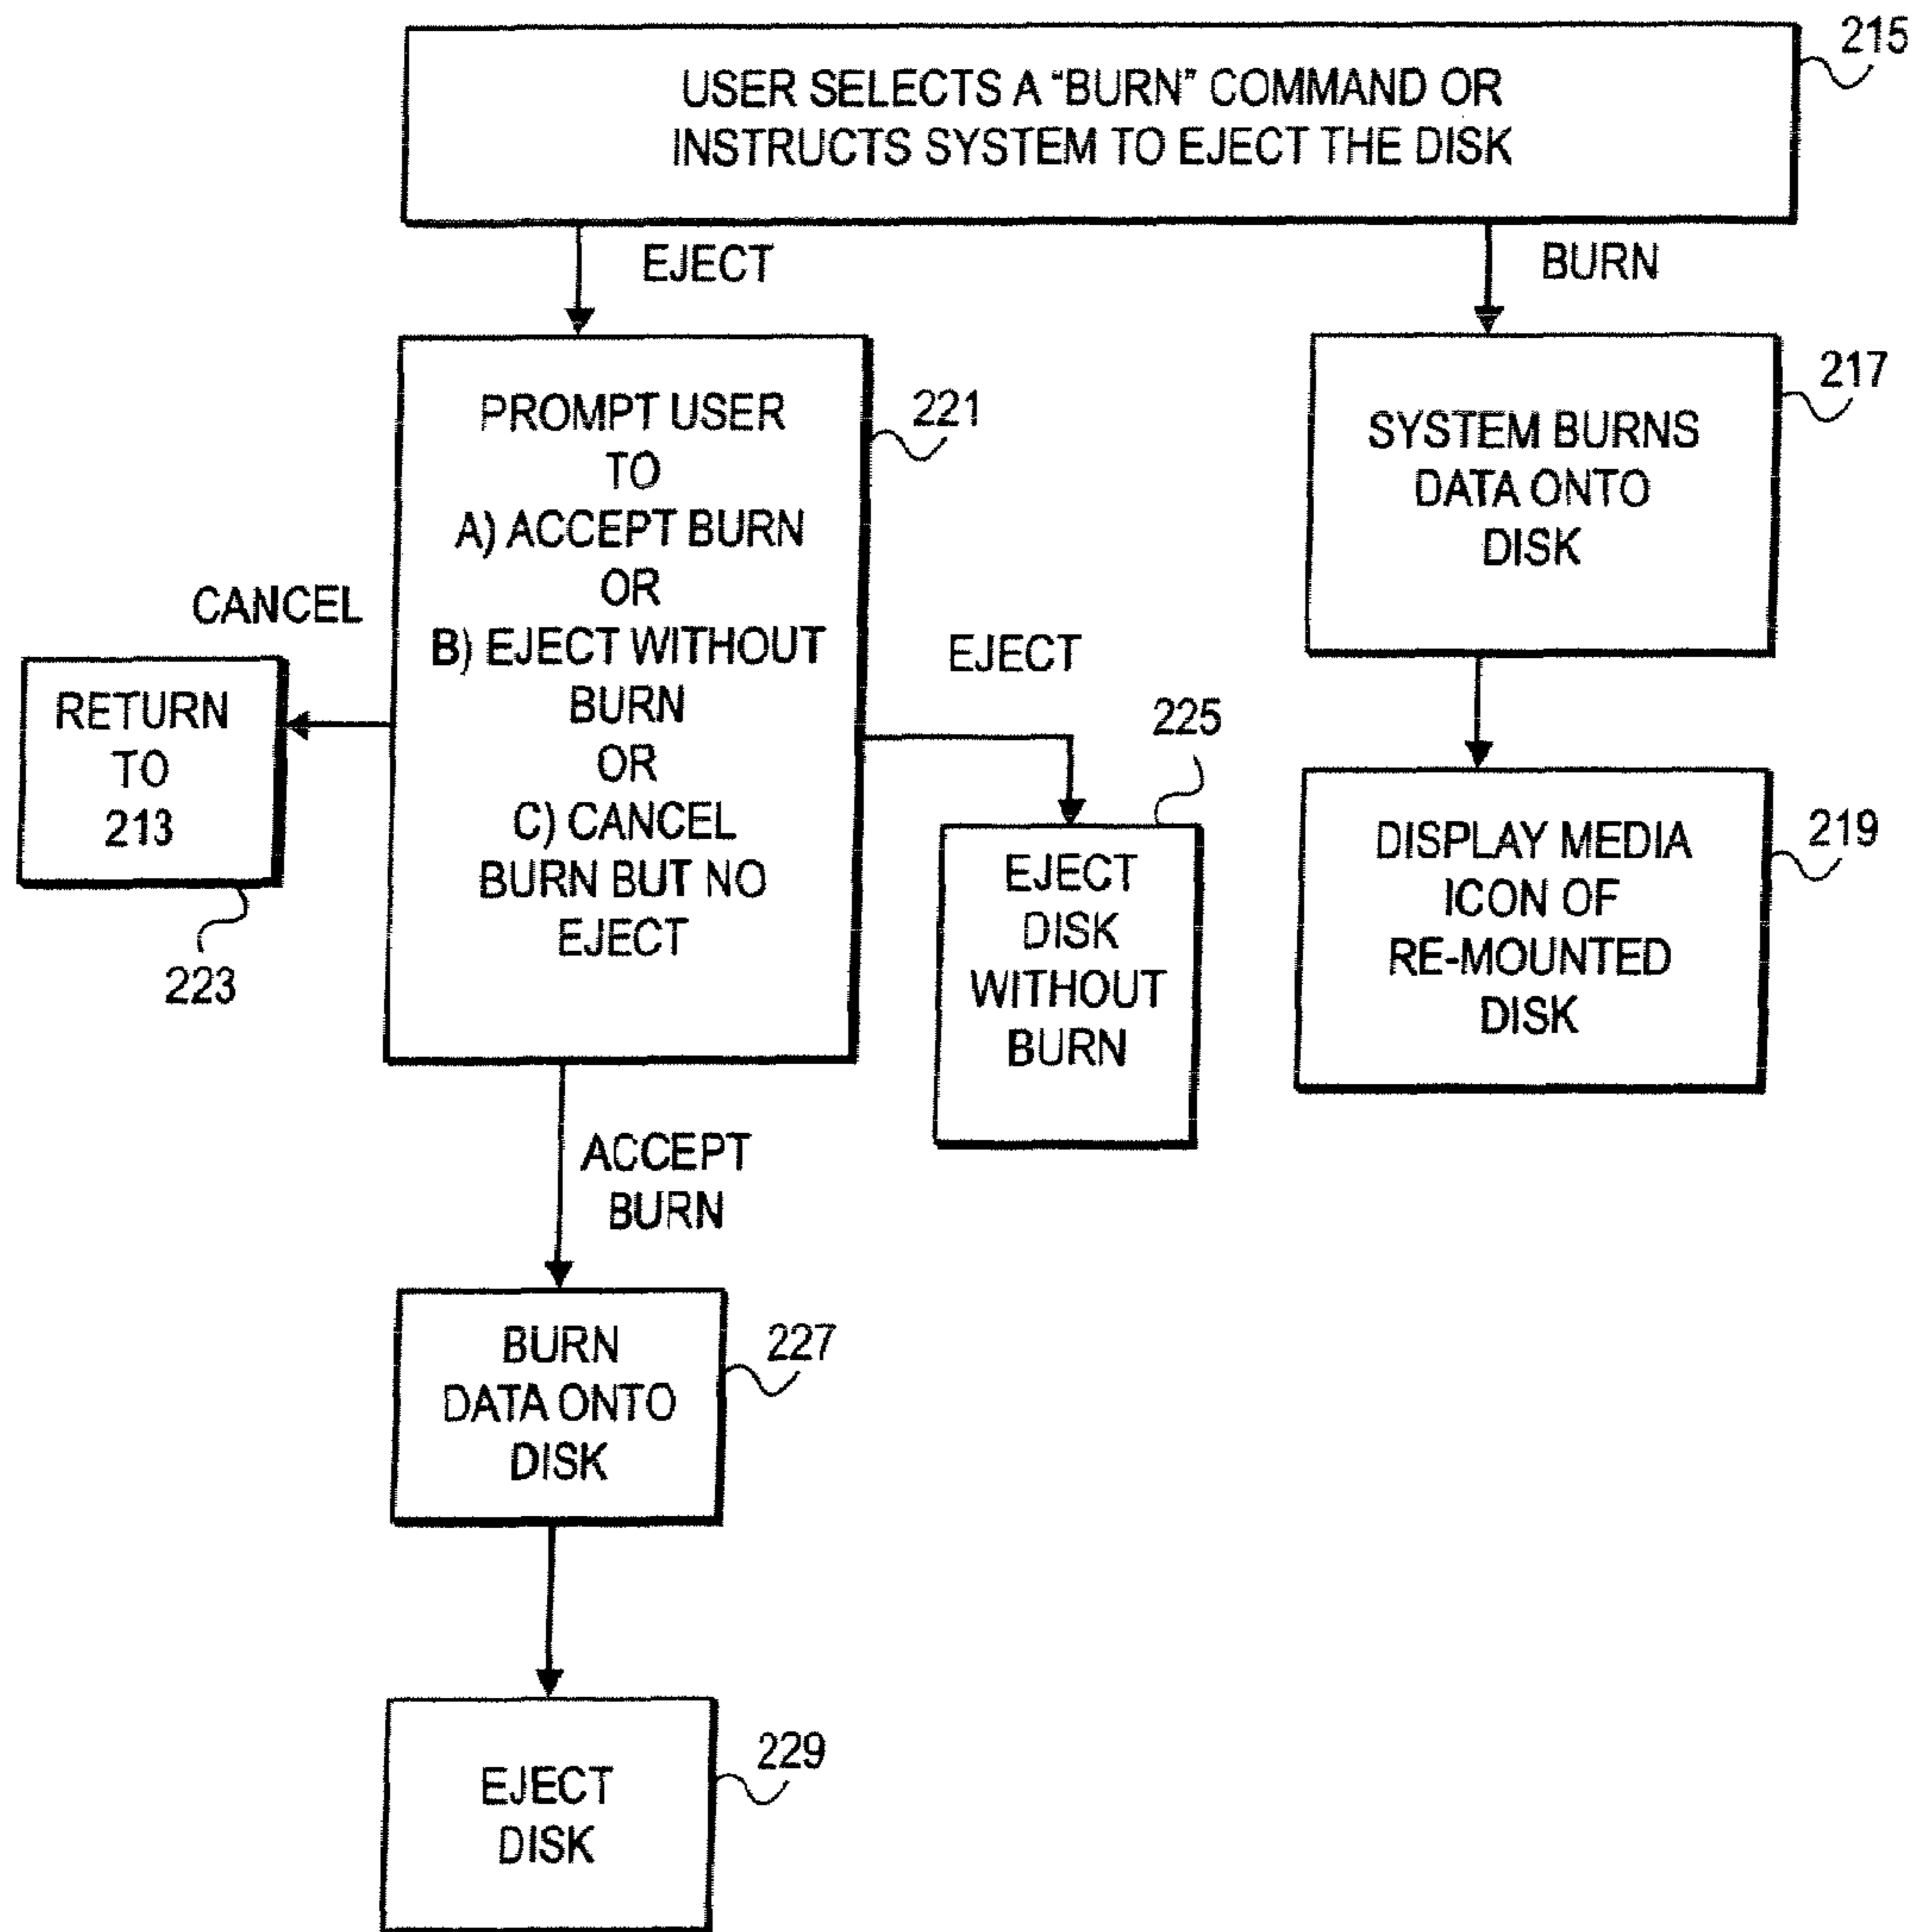 215
USER SELECTS A "BURN" COMMAND OR
INSTRUCTS SYSTEM TO EJECT THE DISK
EJECT
BURN
PROMPT USER
TO
A) ACCEPT BURN
OR
B) EJECT WITHOUT
BURN
OR
C) CANCEL
BURN BUT NO
EJECT
221
SYSTEM BURNS
DATA ONTO
DISK
217
CANCEL
RETURN
TO
213
223
EJECT
225
EJECT
DISK
WITHOUT
BURN
DISPLAY MEDIA
ICON OF
RE-MOUNTED
DISK
219
ACCEPT
BURN
BURN
DATA ONTO
DISK
227
EJECT
DISK
229